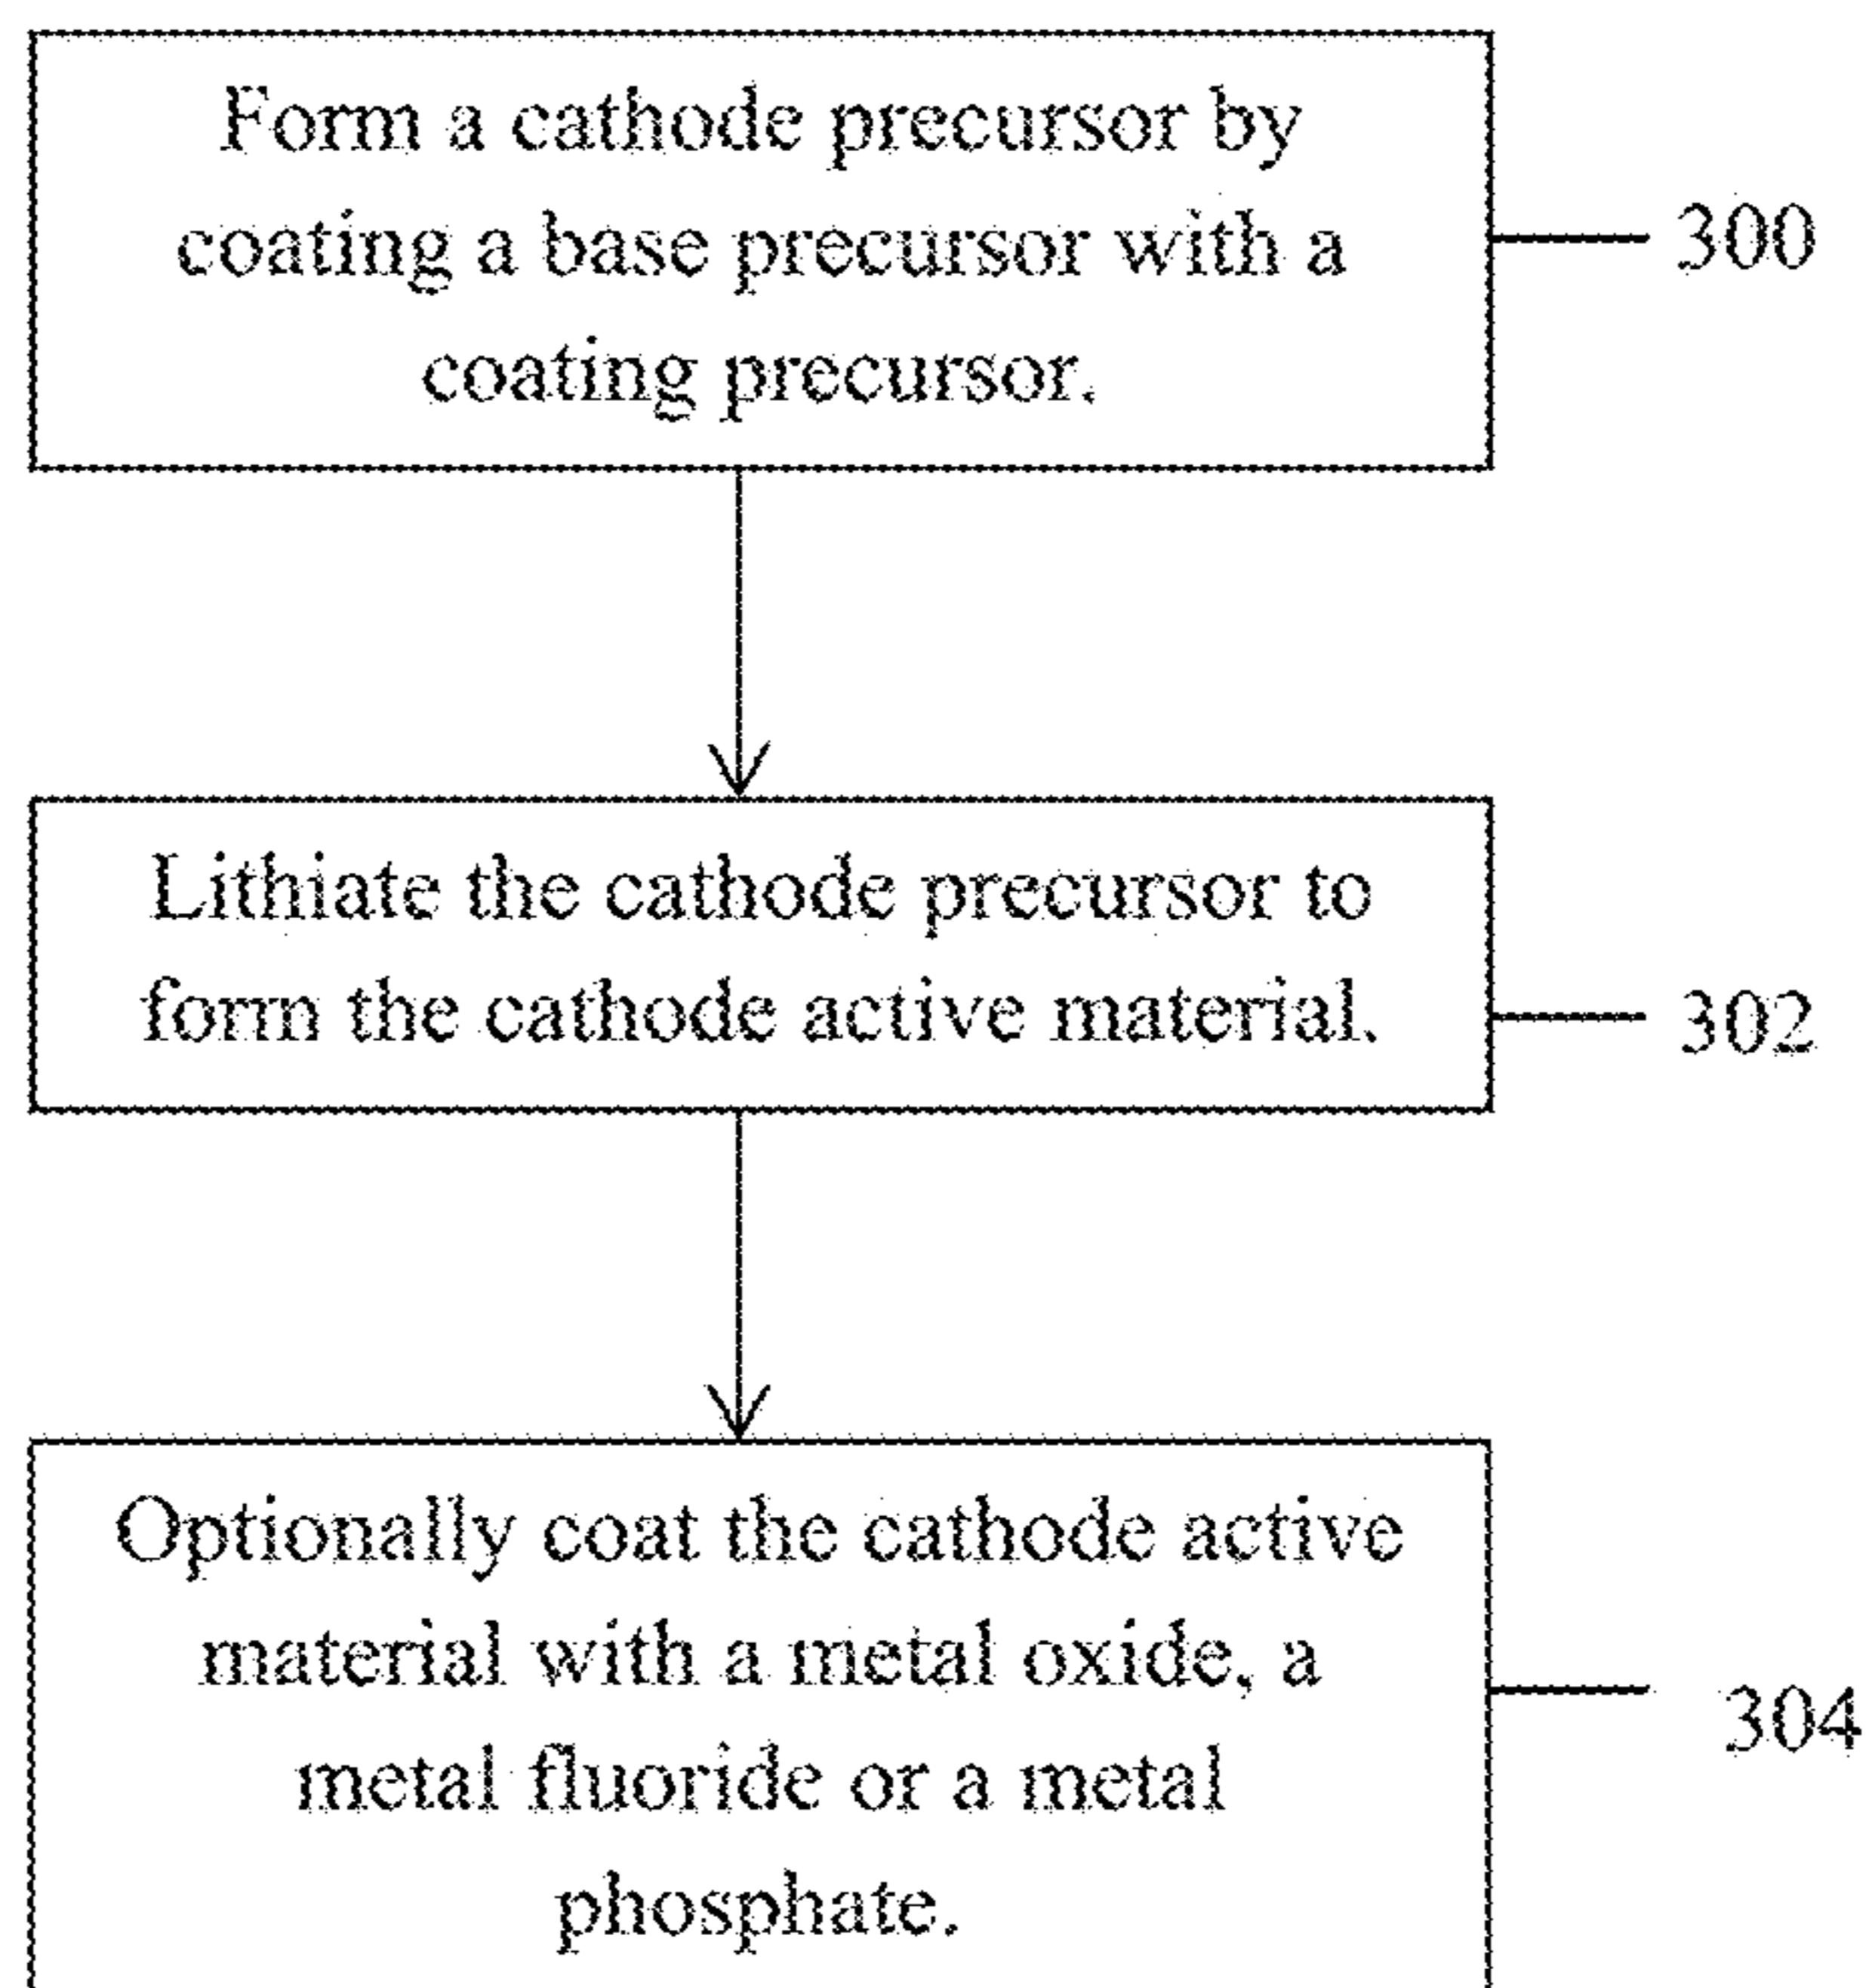 Form a cathode precursor by
coating a base precursor with a
coating precursor.
300
Lithiate the cathode precursor to
form the cathode active material.
302
Optionally coat the cathode active
material with a metal oxide, a
metal fluoride or a metal
phosphate.
304